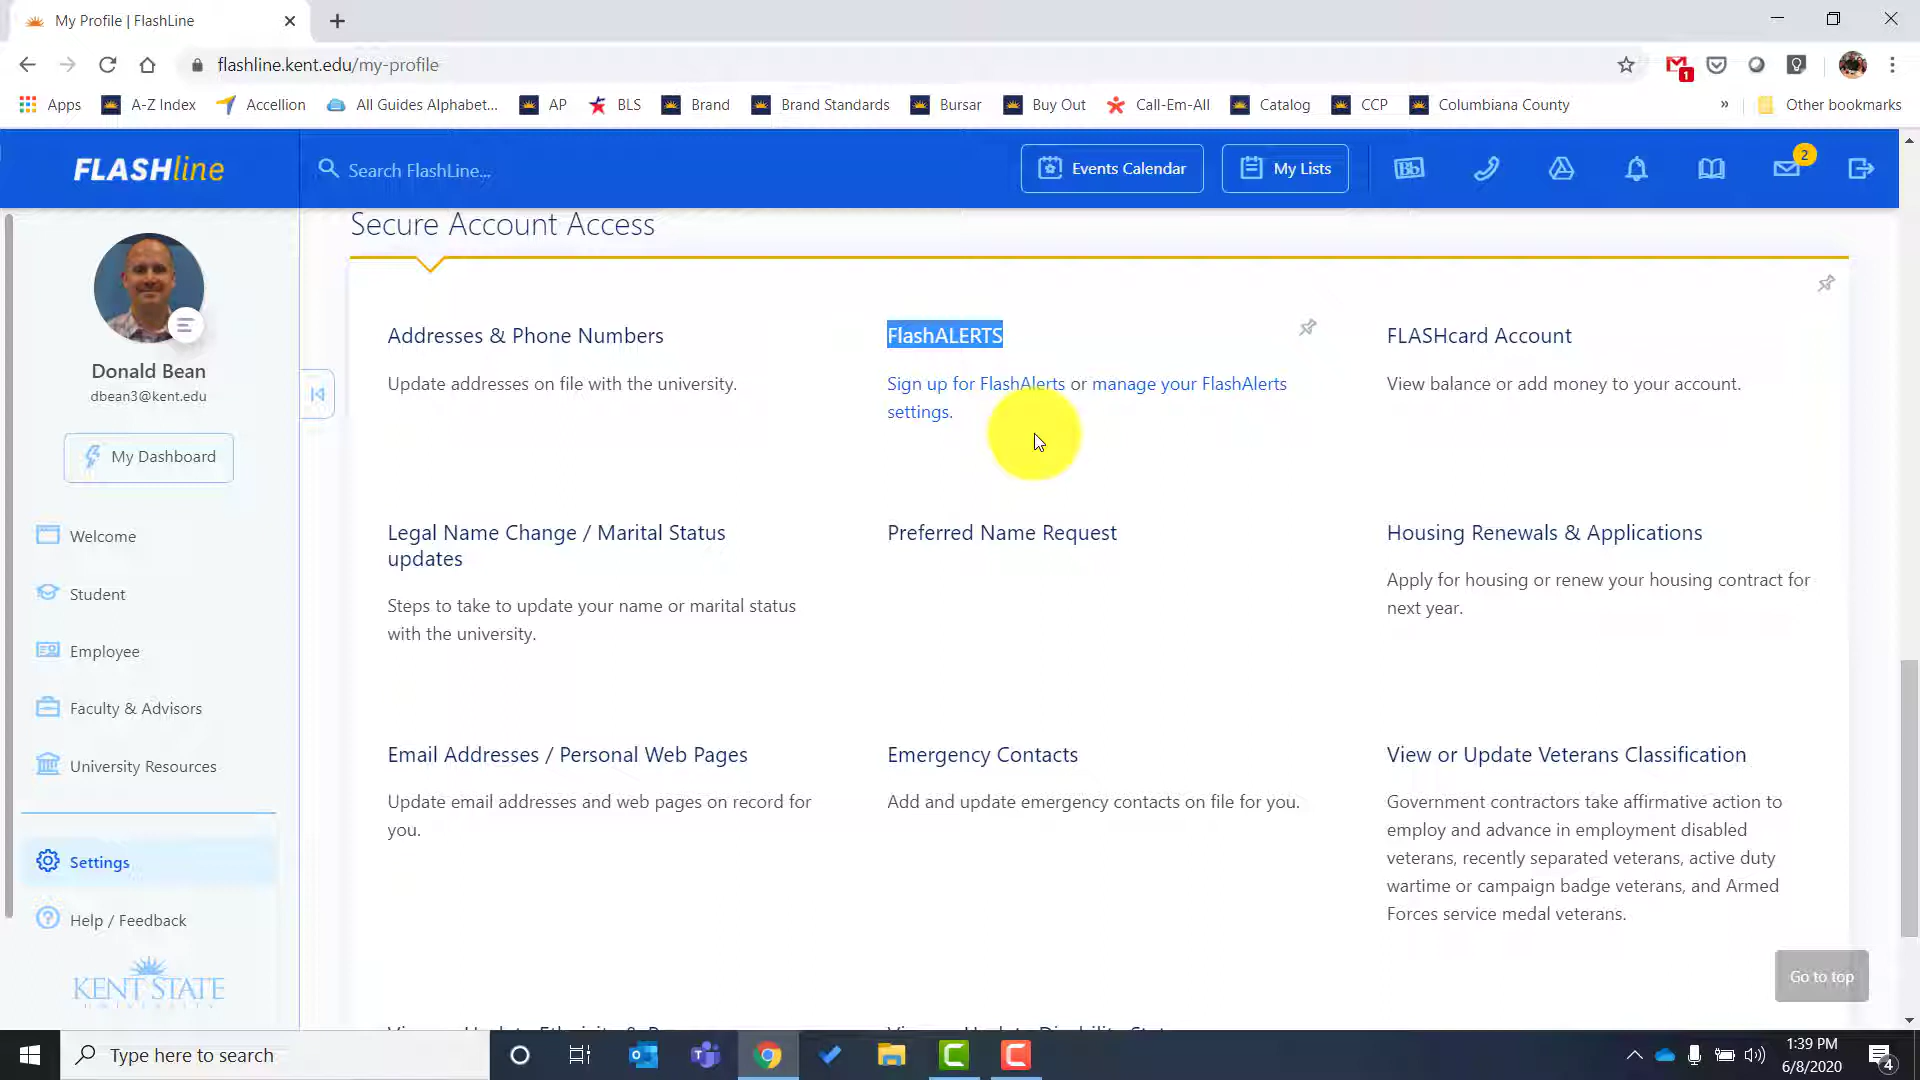 My Profile | FlashLine
flashline.kent.edu/my-profile
1
Apps
A-Z Index
Accellion
All Guides Alphabet...
AP
BLS
Brand
Brand Standards
Bursar
Buy Out
Call-Em-All
Catalog
CCP
Columbiana County
»
Other bookmarks
FLASHline
Search FlashLine...
Events Calendar
My Lists
Bb
2
Donald Bean
dbean3@kent.edu
My Dashboard
Welcome
Student
Employee
Faculty & Advisors
University Resources
Settings
Help / Feedback
KENT STATE
UNIVERSITY
Secure Account Access
Addresses & Phone Numbers
Update addresses on file with the university.
FlashALERTS
Sign up for FlashAlerts or manage your FlashAlerts
settings.
FLASHcard Account
View balance or add money to your account.
Legal Name Change / Marital Status
updates
Steps to take to update your name or marital status
with the university.
Preferred Name Request
Housing Renewals & Applications
Apply for housing or renew your housing contract for
next year.
Email Addresses / Personal Web Pages
Update email addresses and web pages on record for
you.
Emergency Contacts
Add and update emergency contacts on file for you.
View or Update Veterans Classification
Government contractors take affirmative action to
employ and advance in employment disabled
veterans, recently separated veterans, active duty
wartime or campaign badge veterans, and Armed
Forces service medal veterans.
Go to top
Type here to search
1:39 PM
6/8/2020
4